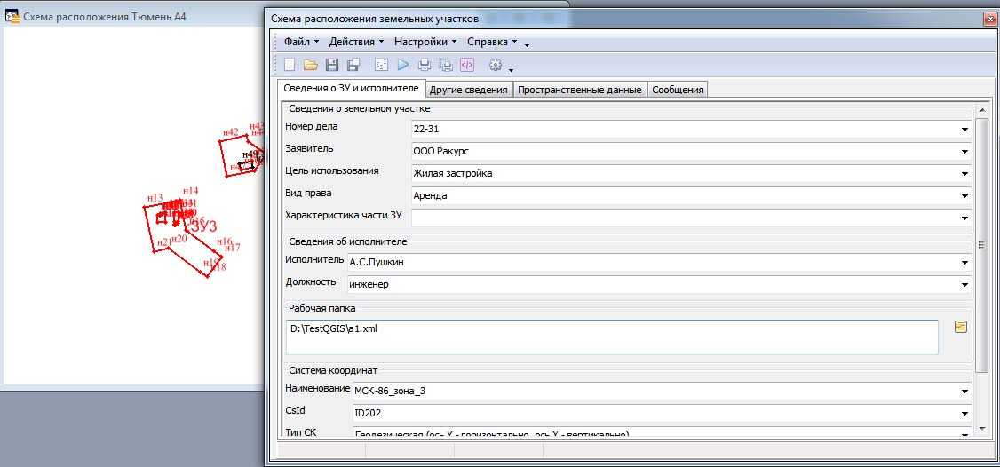 Схема расположения Тюмень А4
н42
н43
н49
н14
н13
н15
ЗУ3
н20
н21
н16
н17
н19
н18
Схема расположения земельных участков
Файл Действия Настройки Справка
Сведения о ЗУ и исполнителе Другие сведения Пространственные данные Сообщения
Сведения о земельном участке
Номер дела 22-31
Заявитель ООО Ракурс
Цель использования Жилая застройка
Вид права Аренда
Характеристика части ЗУ
Сведения об исполнителе
Исполнитель А.С.Пушкин
Должность инженер
Рабочая папка
D:\TestQGIS\a1.xml
Система координат
Наименование МСК-86_зона_3
CsId ID202
Тип СК Геодезическая (ось Y - горизонтально, ось X - вертикально)